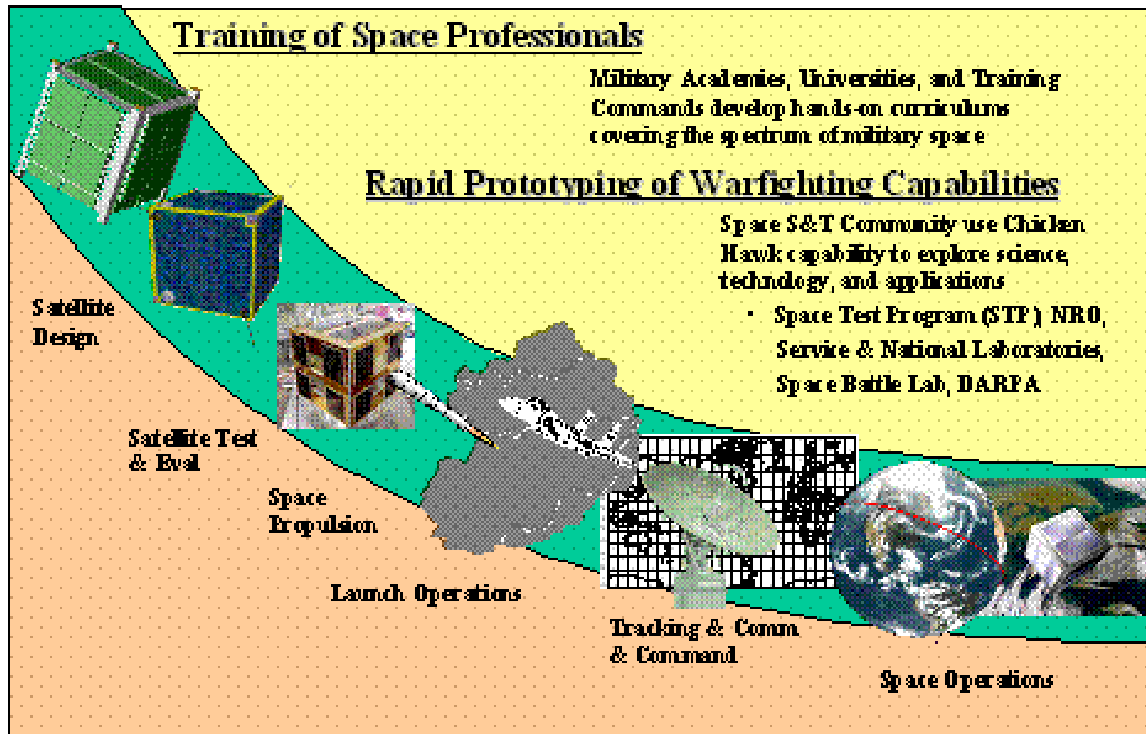 Training of Space Professionals
Military Academies, Universities, and Training
Commands develop hands-on curriculums
covering the spectrum of military space
Rapid Prototyping of Warfighting Capabilities
Space S&T Community use Chicken
Hawk capability to explore science,
technology, and applications
• Space Test Program (STP) NRO,
Service & National Laboratories,
Space Battle Lab, DARPA
Satellite
Design
Satellite Test
& Eval
Space
Propulsion
Launch Operations
Tracking & Comm
& Command
Space Operations